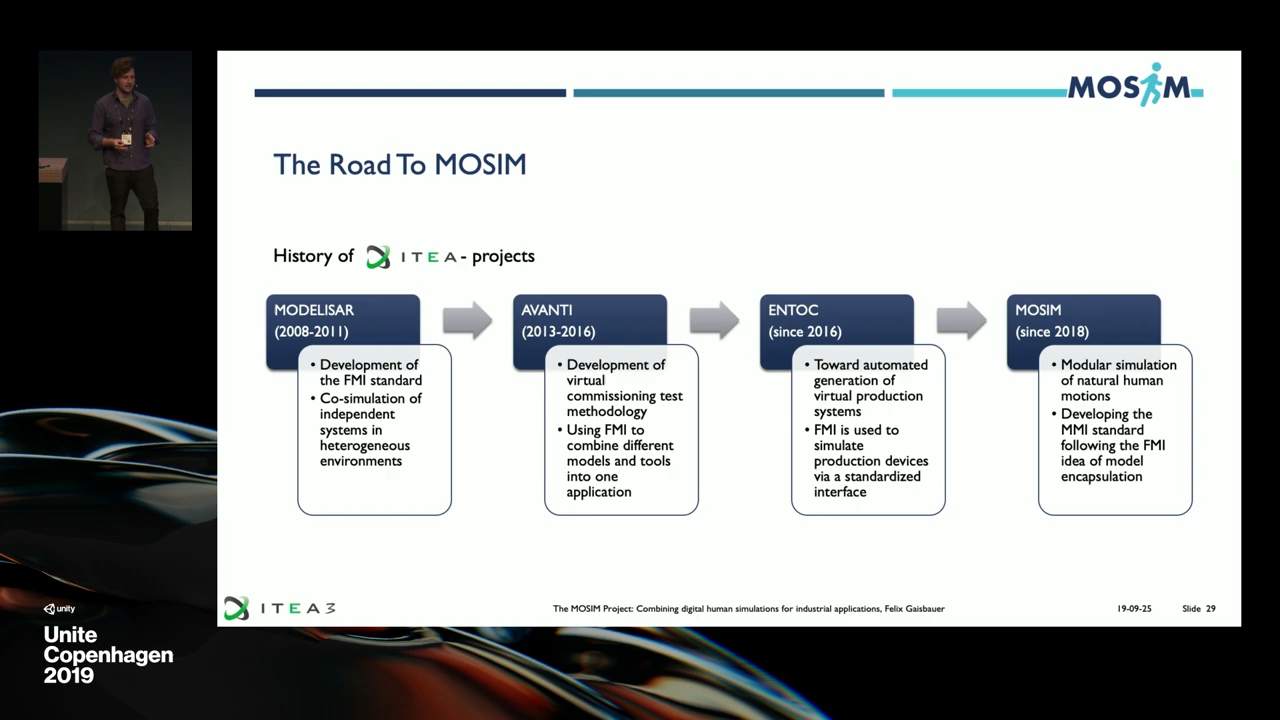 MOSIM
The Road To MOSIM
History of ITEA - projects
MODELISAR
(2008-2011)
• Development of
the FMI standard
• Co-simulation of
independent
systems in
heterogeneous
environments
AVANTI
(2013-2016)
• Development of
virtual
commissioning test
methodology
• Using FMI to
combine different
models and tools
into one
application
ENTOC
(since 2016)
• Toward automated
generation of
virtual production
systems
• FMI is used to
simulate
production devices
via a standardized
interface
MOSIM
(since 2018)
• Modular simulation
of natural human
motions
• Developing the
MMI standard
following the FMI
idea of model
encapsulation
ITEA3
The MOSIM Project: Combining digital human simulations for industrial applications, Felix Gaisbauer
19-09-25
Slide 29
unity
Unite
Copenhagen
2019